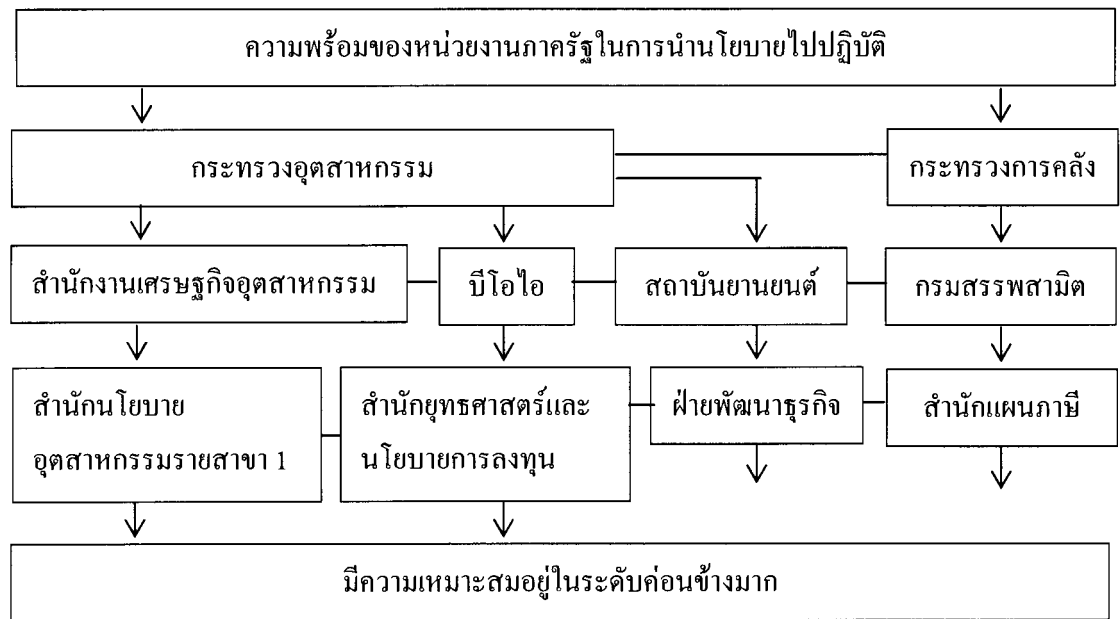 ความพร้อมของหน่วยงานภาครัฐในการนำนโยบายไปปฏิบัติ
กระทรวงอุตสาหกรรม
กระทรวงการคลัง
สำนักงานเศรษฐกิจอุตสาหกรรม
บีโอไอ
สถาบันยานยนต์
กรมสรรพสามิต
สำนักนโยบาย
อุตสาหกรรมรายสาขา 1
สำนักยุทธศาสตร์และ
นโยบายการลงทุน
ฝ่ายพัฒนาธุรกิจ
สำนักแผนภาษี
มีความเหมาะสมอยู่ในระดับค่อนข้างมาก